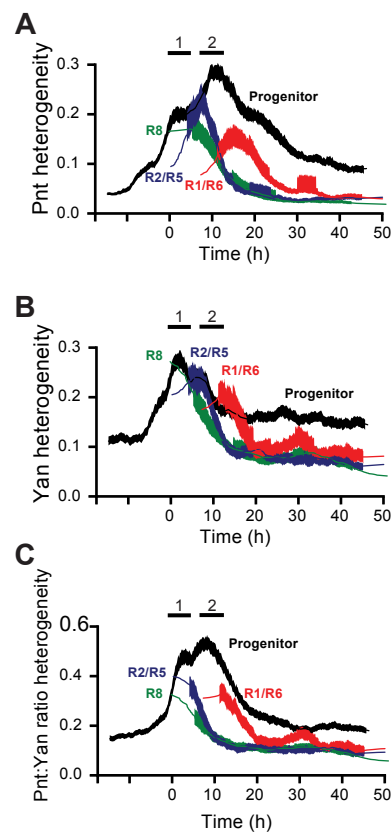 A
1 2
0.3
0.2
0.1
0.0
Pnt heterogeneity
Progenitor
R8
R2/R5
R1/R6
0 10 20 30 40 50
Time (h)
B
1 2
0.3
0.2
0.1
0.0
Yan heterogeneity
R8
R2/R5
R1/R6
Progenitor
0 10 20 30 40 50
Time (h)
C
1 2
0.6
0.4
0.2
0.0
Pnt:Yan ratio heterogeneity
Progenitor
R2/R5
R8
R1/R6
0 10 20 30 40 50
Time (h)